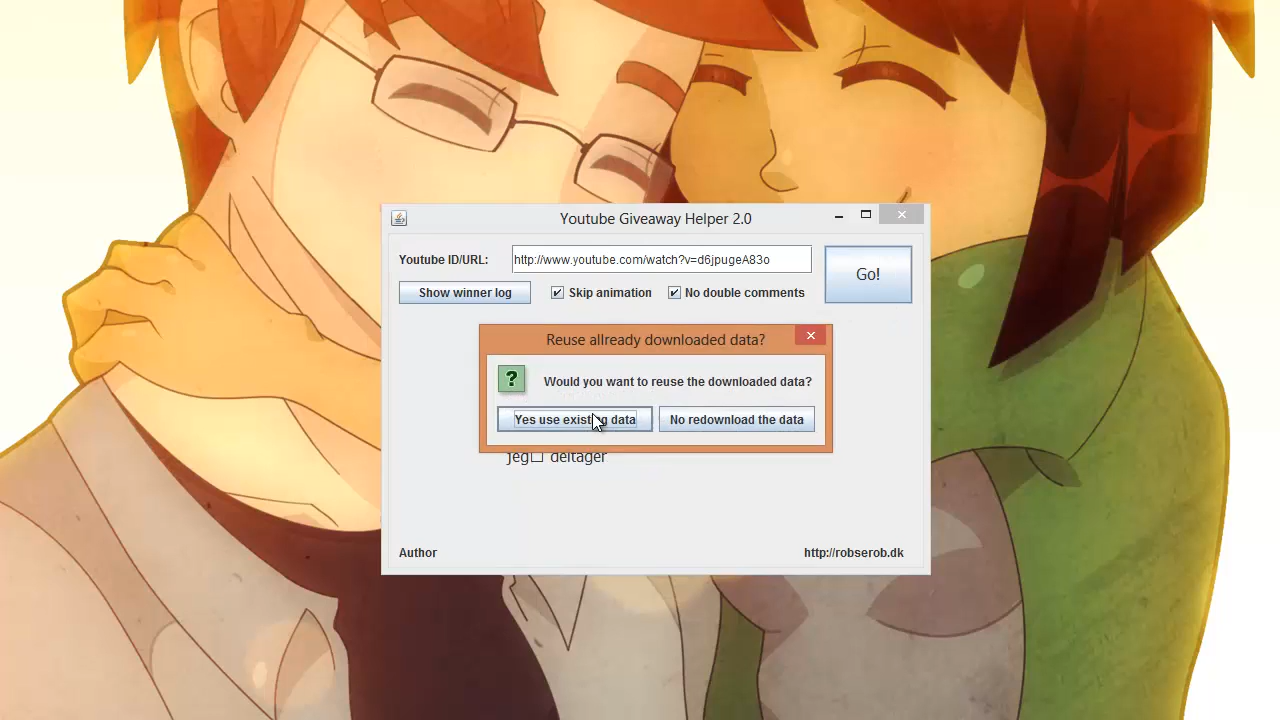 Youtube Giveaway Helper 2.0
Youtube ID/URL: http://www.youtube.com/watch?v=d6jpugeA83o Go!
Show winner log Skip animation No double comments
Reuse allready downloaded data?
? Would you want to reuse the downloaded data?
Yes use existing data No redownload the data
jeg□ deltager
Author http://robserob.dk